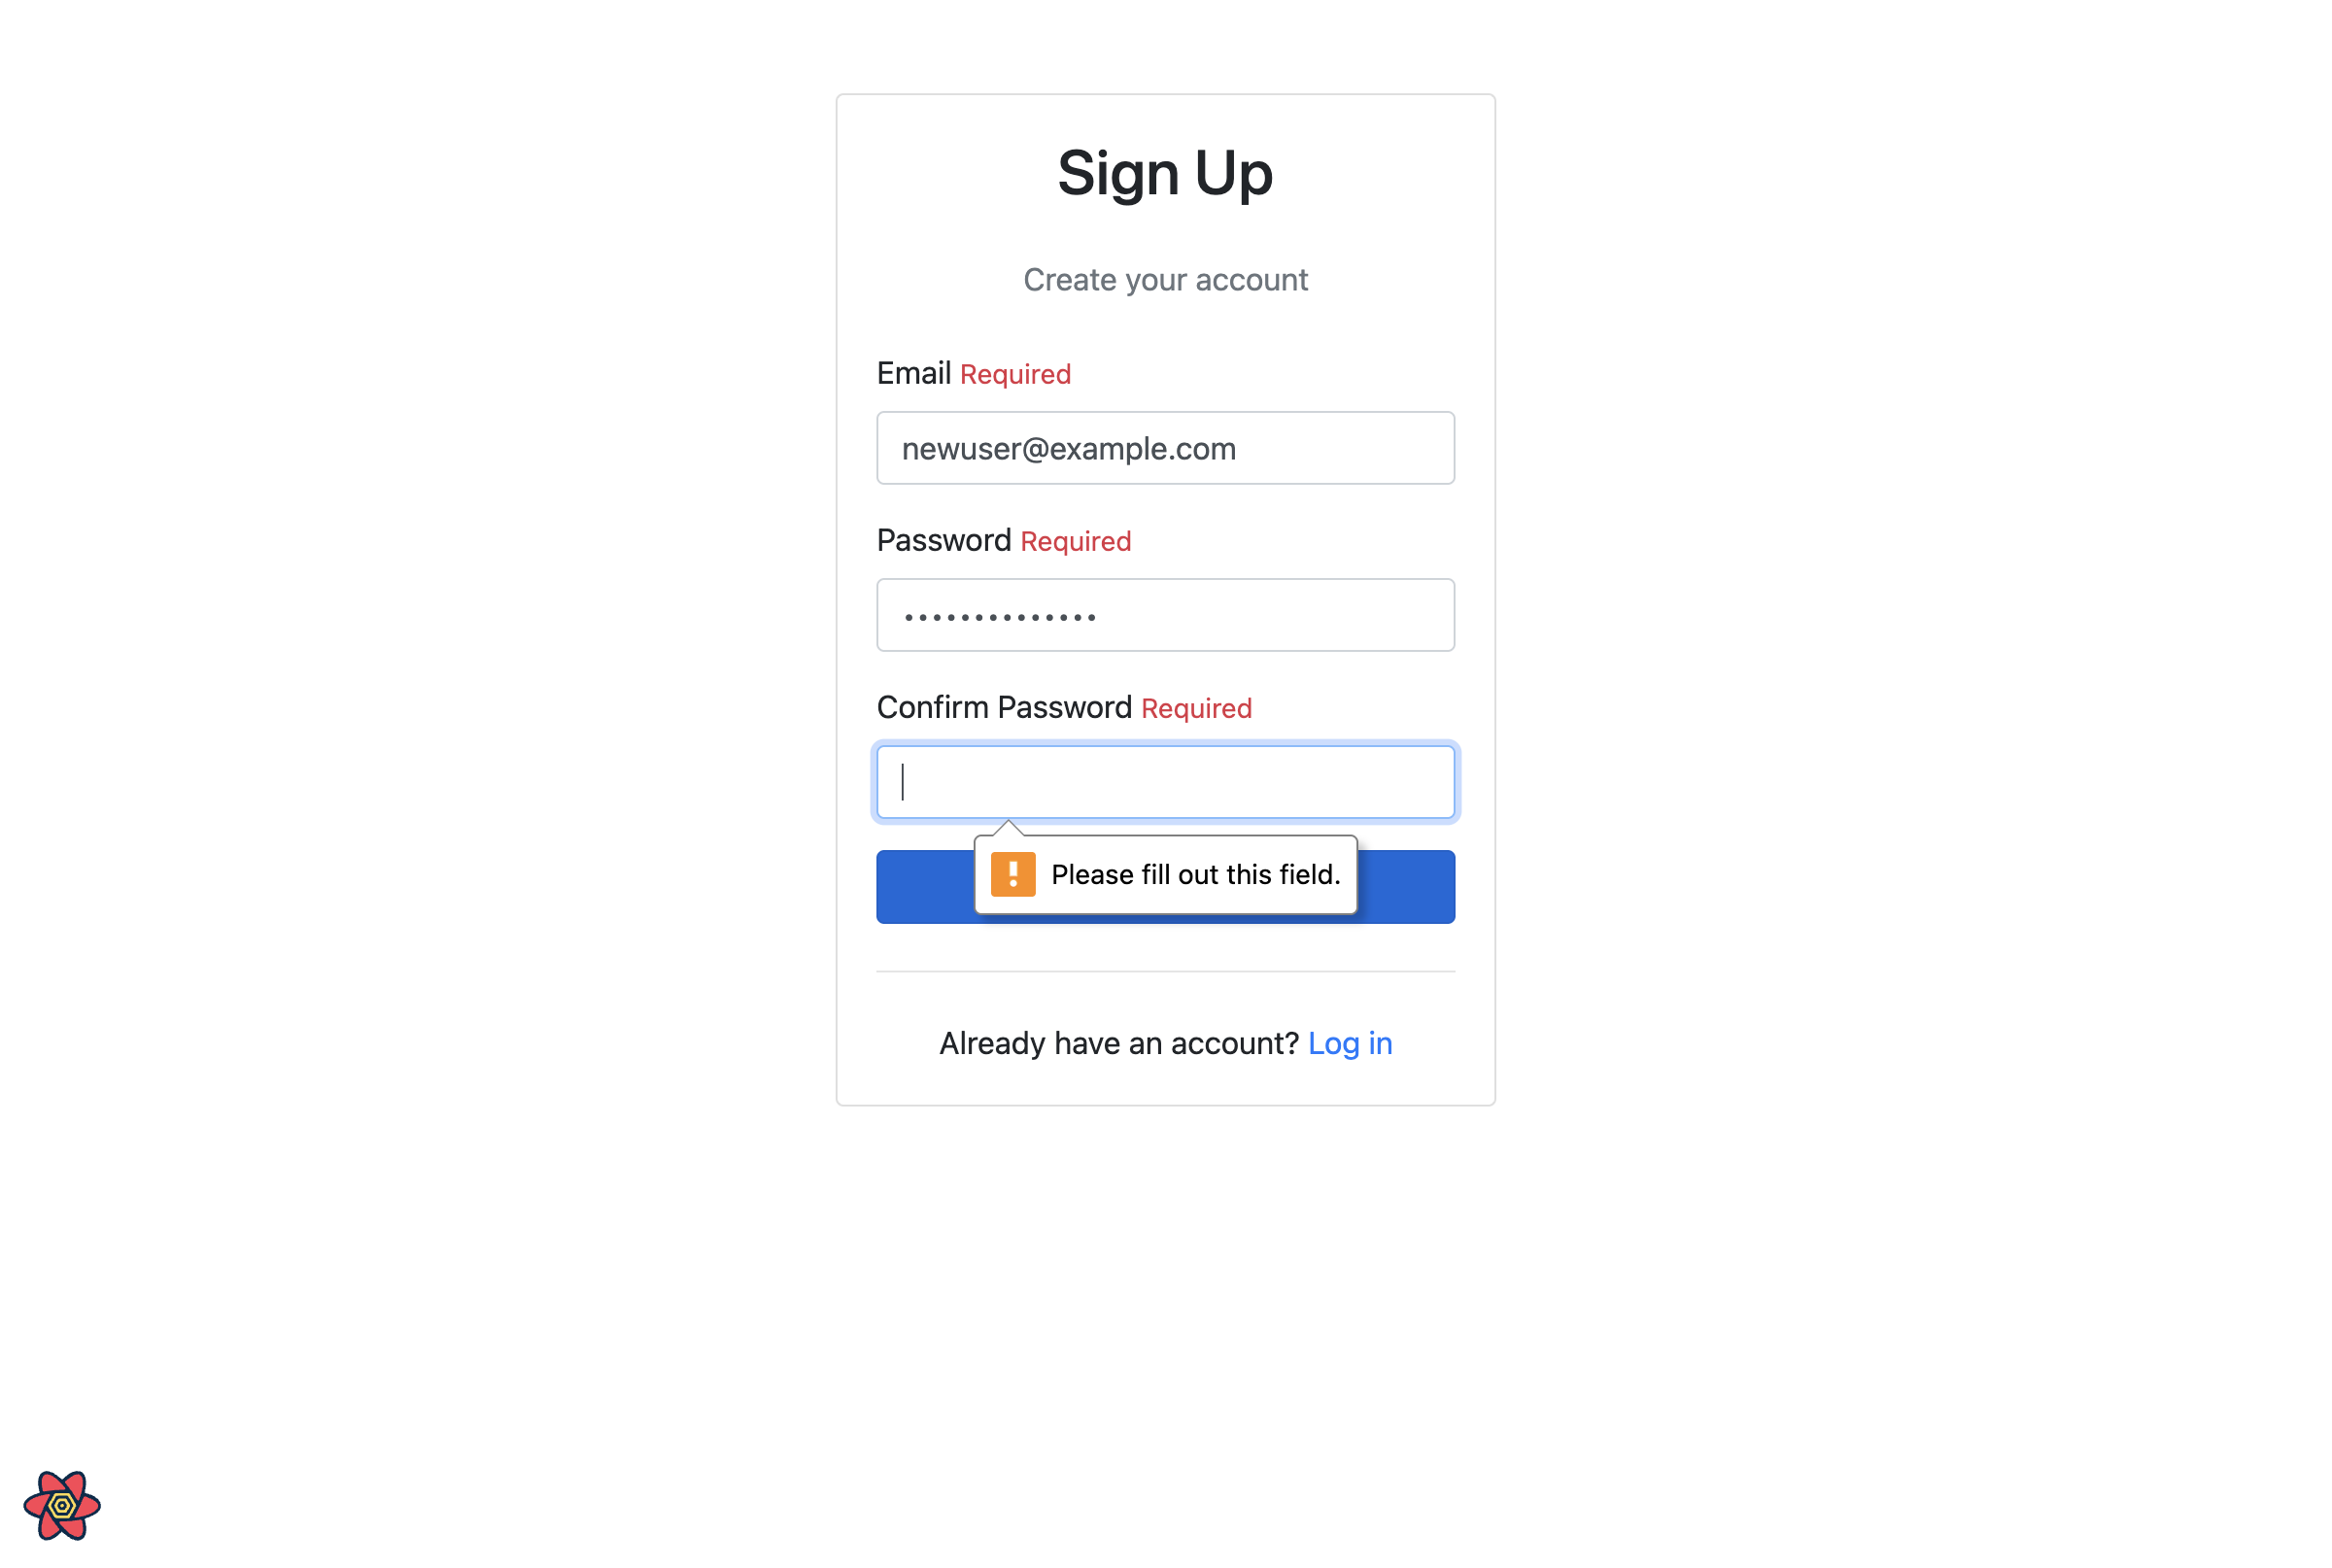 Sign Up
Create your account
Email Required
newuser@example.com
Password Required
••••••••••••••
Confirm Password Required
Please fill out this field.
Already have an account? Log in